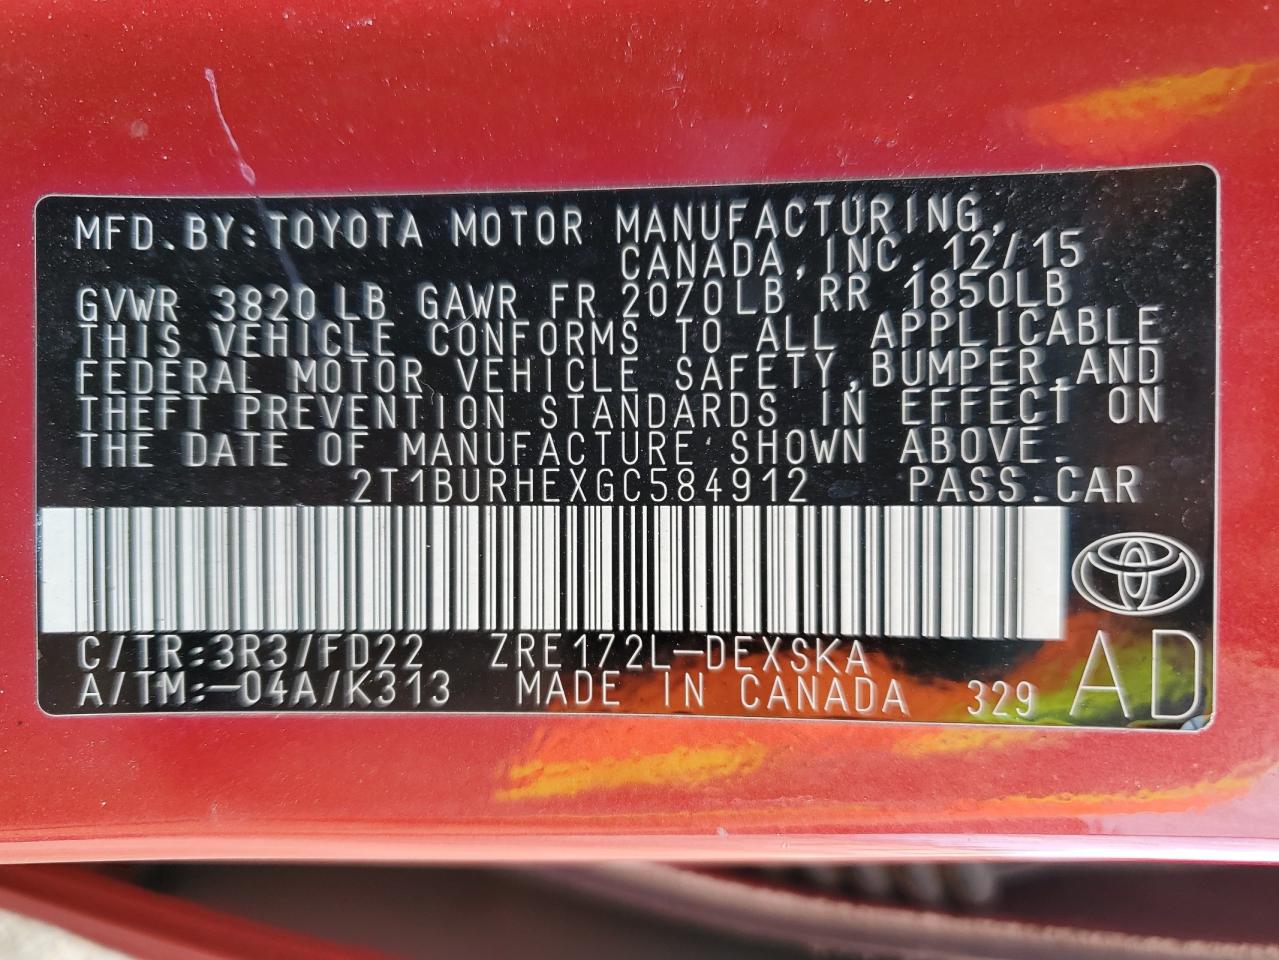 MFD.BY:TOYOTA MOTOR MANUFACTURING,
CANADA,INC. 12/15
GVWR 3820LB GAWR FR 2070LB RR 1850LB
THIS VEHICLE CONFORMS TO ALL APPLICABLE
FEDERAL MOTOR VEHICLE SAFETY,BUMPER,AND
THEFT PREVENTION STANDARDS IN EFFECT ON
THE DATE OF MANUFACTURE SHOWN ABOVE.
2T1BURHEXGC584912 PASS.CAR
C/TR:3R3/FD22 ZRE172L-DEXSKA
A/TM:-04A/K313 MADE IN CANADA 329 AD